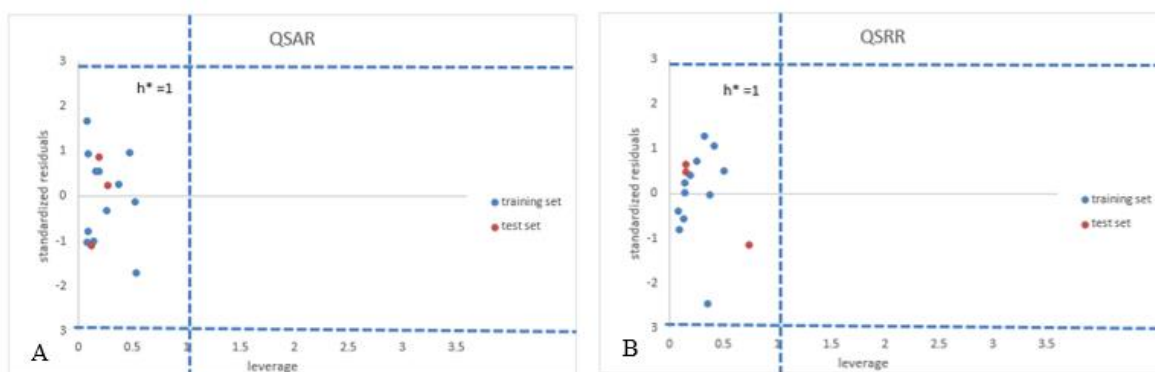 QSAR
3
2
1
0
-1
-2
3
standardized residuals
h* =1
0
0.5
1
1.5
2
2.5
3
3.5
leverage
training set
test set
A
QSRR
3
2
1
0
-1
-2
3
standardized residuals
h* =1
0
0.5
1
1.5
2
2.5
3
3.5
leverage
training set
test set
B